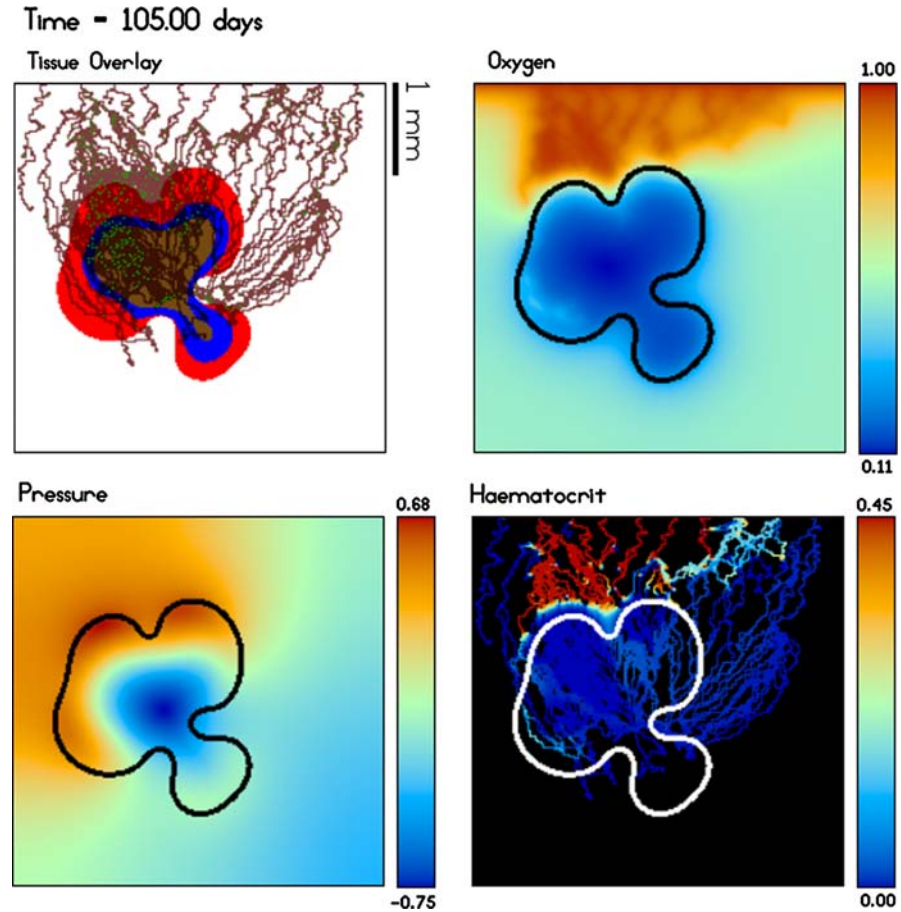 Time = 105.00 days
Tissue Overlay
1 mm
Oxygen
1.00
0.11
Pressure
0.68
-0.75
Haematocrit
0.45
0.00